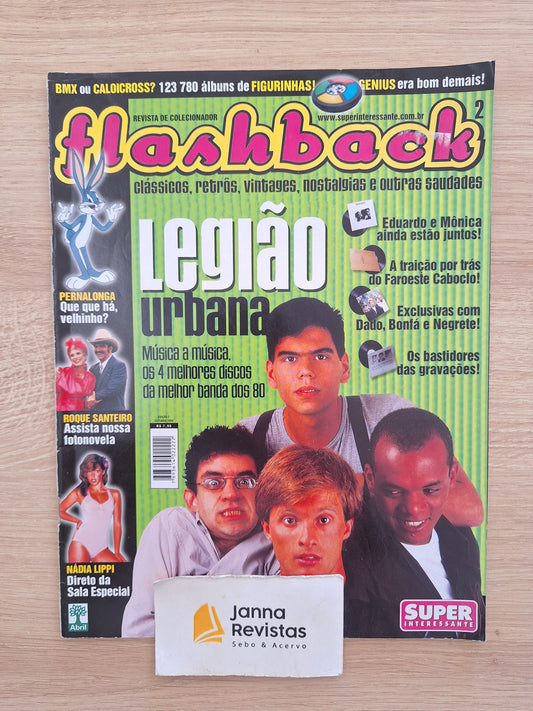 BMX ou CALOICROSS? 123 780 álbuns de FIGURINHAS! GENIUS era bom demais!
REVISTA DE COLECIONADOR
www.superinteressante.com.br
2
flashback
clássicos, retrôs, vintages, nostalgias e outras saudades
Legião
urbana
Música a música,
os 4 melhores discos
da melhor banda dos 80
Eduardo e Mônica
ainda estão juntos!
A traição por trás
do Faroeste Caboclo!
Exclusivas com
Dado, Bonfá e Negrete!
Os bastidores
das gravações!
PERNALONGA
Que que há,
velhinho?
ROQUE SANTEIRO
Assista nossa
fotonovela
NÁDIA LIPPI
Direto da
Sala Especial
Abril
R$ 7,95
SUPER
INTERESSANTE
Janna
Revistas
Sebo & Acervo